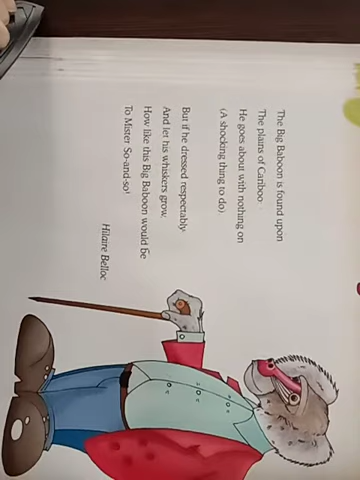 The Big Baboon is found upon
The plains of Cariboo
He goes about with nothing on
(A shocking thing to do)
But if he dressed respectably
And let his whiskers grow.
How like this Big Baboon would be
To Mister So-and-so!
Hilaire Belloc